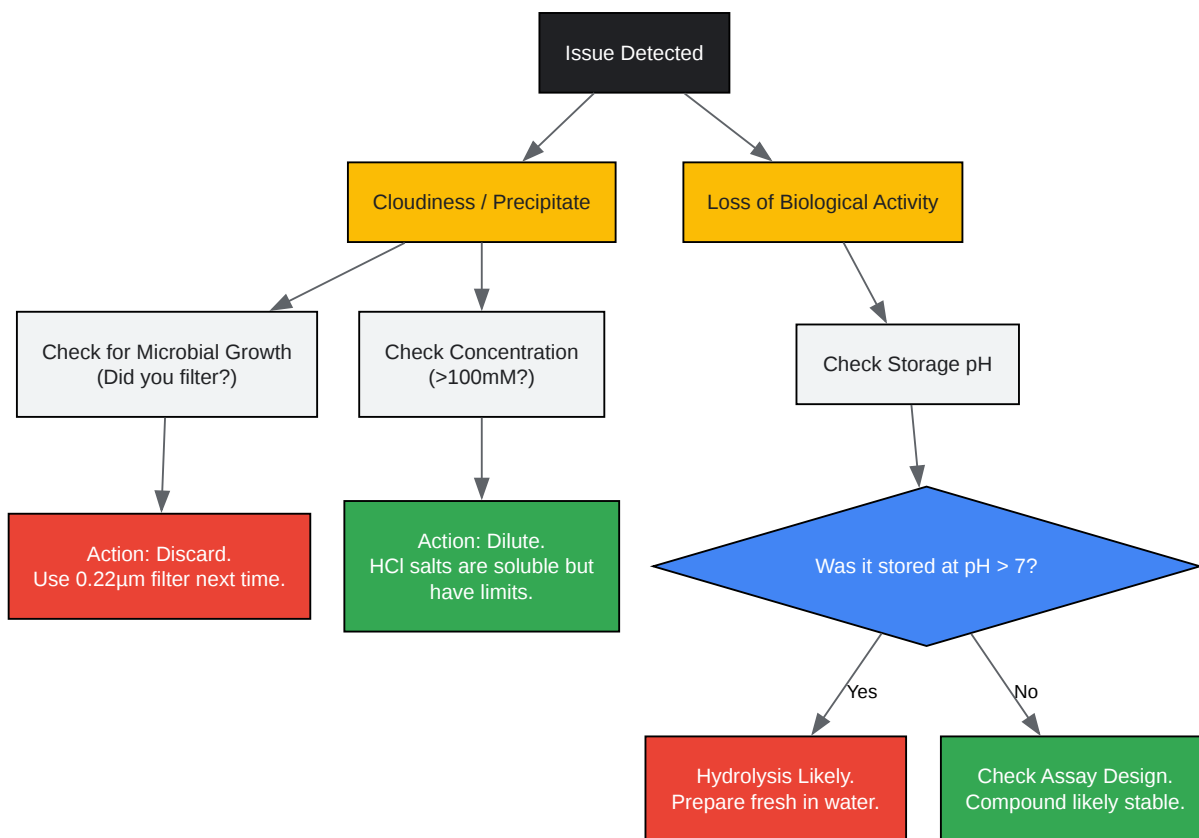 Issue Detected
Cloudiness / Precipitate
Loss of Biological Activity
Check for Microbial Growth
(Did you filter?)
Check Concentration
(>100mM?)
Check Storage pH
Action: Discard.
Use 0.22µm filter next time.
Action: Dilute.
HCl salts are soluble but
have limits.
Was it stored at pH > 7?
Yes
No
Hydrolysis Likely.
Prepare fresh in water.
Check Assay Design.
Compound likely stable.